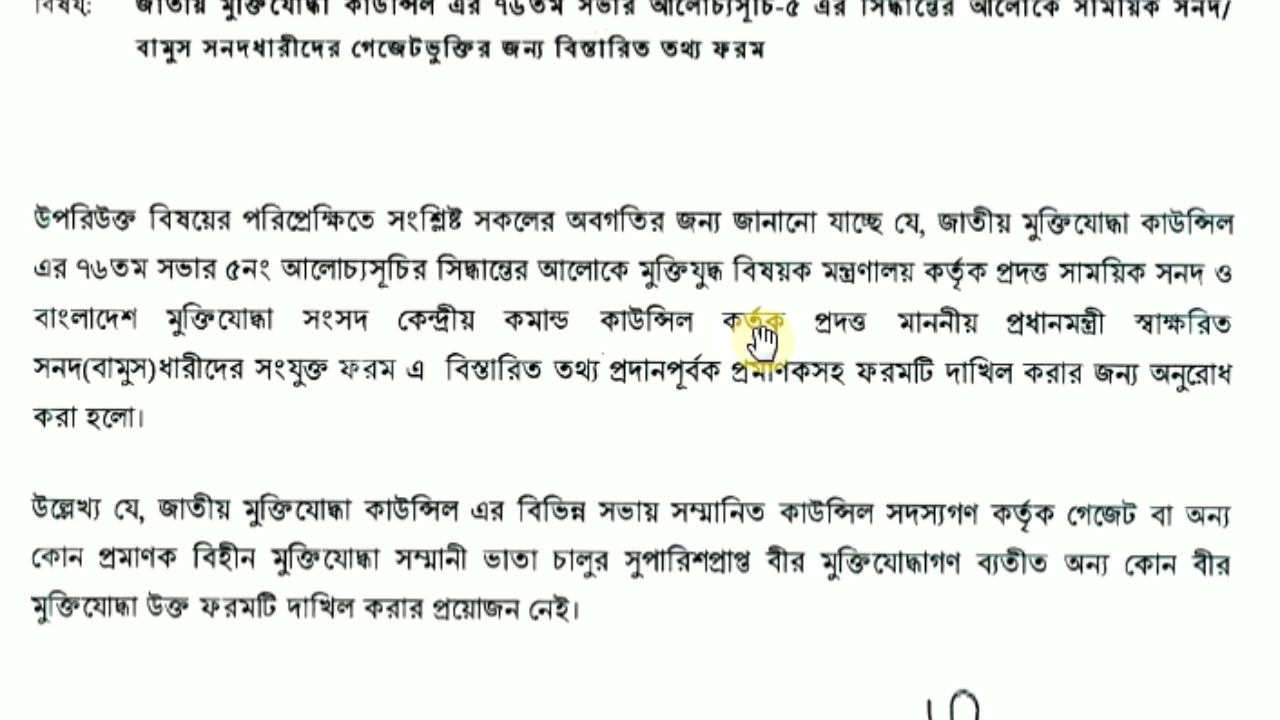 বিষয়: জাতীয় মুক্তিযোদ্ধা কাউন্সিল এর ৭৬তম সভার আলোচ্যসূচি-৫ এর সিদ্ধান্তের আলোকে সাময়িক সনদ/
বামুস সনদধারীদের গেজেটভুক্তির জন্য বিস্তারিত তথ্য ফরম
উপরিউক্ত বিষয়ের পরিপ্রেক্ষিতে সংশ্লিষ্ট সকলের অবগতির জন্য জানানো যাচ্ছে যে, জাতীয় মুক্তিযোদ্ধা কাউন্সিল
এর ৭৬তম সভার ৫নং আলোচ্যসূচির সিদ্ধান্তের আলোকে মুক্তিযুদ্ধ বিষয়ক মন্ত্রণালয় কর্তৃক প্রদত্ত সাময়িক সনদ ও
বাংলাদেশ মুক্তিযোদ্ধা সংসদ কেন্দ্রীয় কমান্ড কাউন্সিল কর্তৃক প্রদত্ত মাননীয় প্রধানমন্ত্রী স্বাক্ষরিত
সনদ(বামুস)ধারীদের সংযুক্ত ফরম এ বিস্তারিত তথ্য প্রদানপূর্বক প্রমাণকসহ ফরমটি দাখিল করার জন্য অনুরোধ
করা হলো।
উল্লেখ্য যে, জাতীয় মুক্তিযোদ্ধা কাউন্সিল এর বিভিন্ন সভায় সম্মানিত কাউন্সিল সদস্যগণ কর্তৃক গেজেট বা অন্য
কোন প্রমাণক বিহীন মুক্তিযোদ্ধা সম্মানী ভাতা চালুর সুপারিশপ্রাপ্ত বীর মুক্তিযোদ্ধাগণ ব্যতীত অন্য কোন বীর
মুক্তিযোদ্ধা উক্ত ফরমটি দাখিল করার প্রয়োজন নেই।